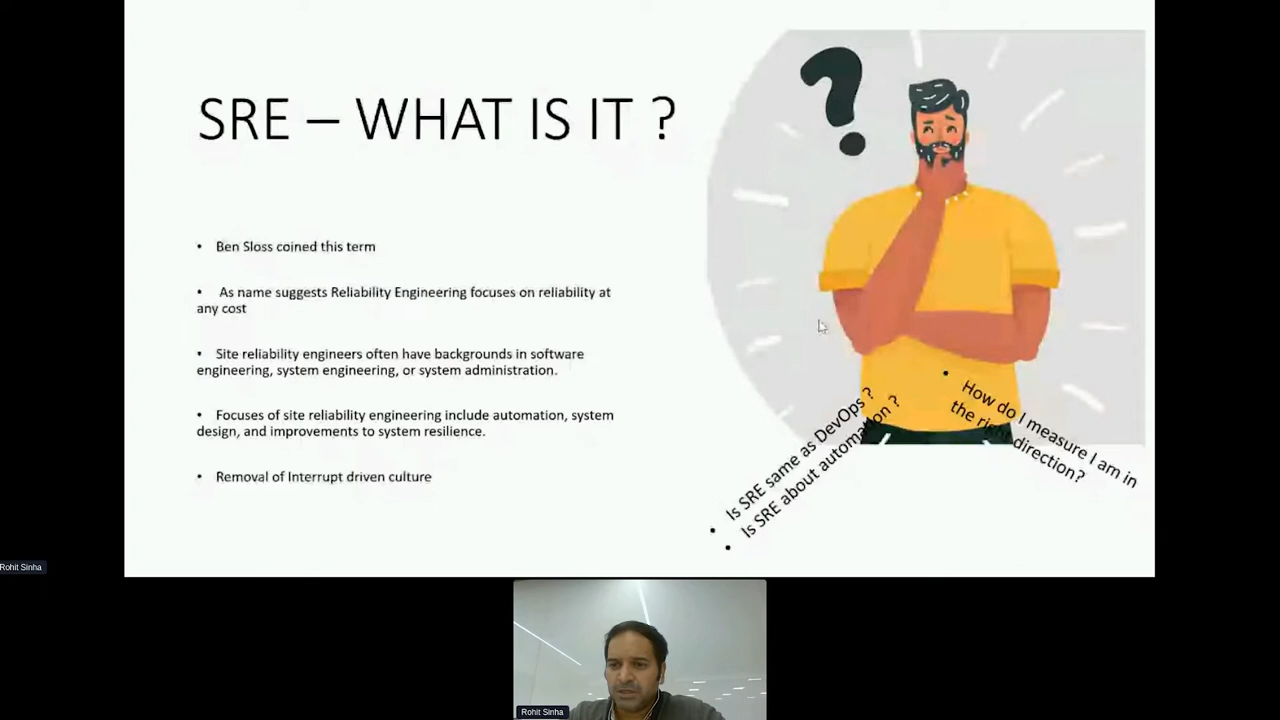 SRE – WHAT IS IT ?
?
• Ben Sloss coined this term
• As name suggests Reliability Engineering focuses on reliability at
any cost
• Site reliability engineers often have backgrounds in software
engineering, system engineering, or system administration.
• Focuses of site reliability engineering include automation, system
design, and improvements to system resilience.
• Removal of Interrupt driven culture
• Is SRE same as DevOps ?
• Is SRE about automation ?
• How do I measure I am in
the right direction?
Rohit Sinha
Rohit Sinha